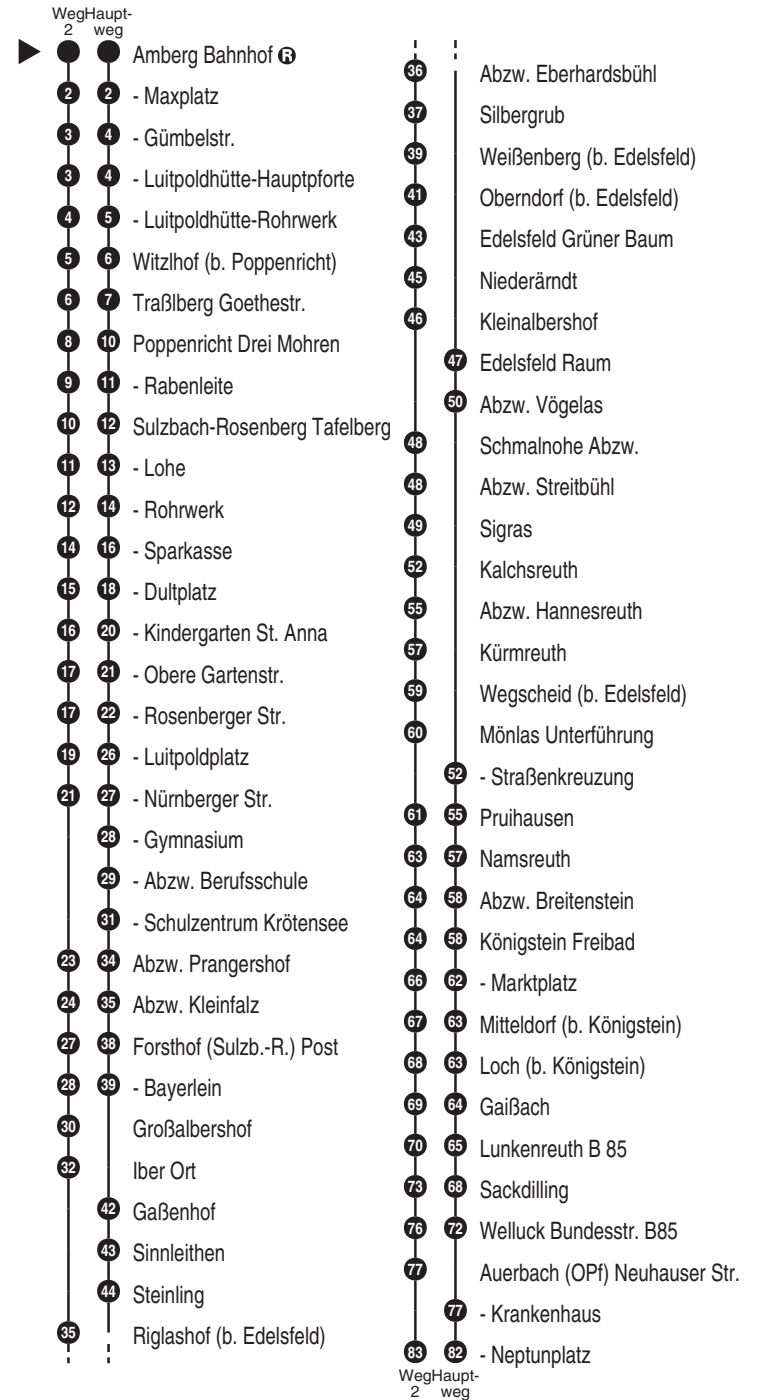 WegHaupt-
2 weg
Amberg Bahnhof R
2 2 - Maxplatz
3 4 - Gümbelstr.
3 4 - Luitpoldhütte-Hauptpforte
4 5 - Luitpoldhütte-Rohrwerk
5 6 Witzlhof (b. Poppenricht)
6 7 Traßlberg Goethestr.
8 10 Poppenricht Drei Mohren
9 11 - Rabenleite
10 12 Sulzbach-Rosenberg Tafelberg
11 13 - Lohe
12 14 - Rohrwerk
14 16 - Sparkasse
15 18 - Dultplatz
16 20 - Kindergarten St. Anna
17 21 - Obere Gartenstr.
17 22 - Rosenberger Str.
19 26 - Luitpoldplatz
21 27 - Nürnberger Str.
28 - Gymnasium
29 - Abzw. Berufsschule
31 - Schulzentrum Krötensee
23 34 Abzw. Prangershof
24 35 Abzw. Kleinfalz
27 38 Forsthof (Sulzb.-R.) Post
28 39 - Bayerlein
30 Großalbershof
32 Iber Ort
42 Gaßenhof
43 Sinnleithen
44 Steinling
35 Riglashof (b. Edelsfeld)
36 Abzw. Eberhardsbühl
37 Silbergrub
39 Weißenberg (b. Edelsfeld)
41 Oberndorf (b. Edelsfeld)
43 Edelsfeld Grüner Baum
45 Niederärndt
46 Kleinalbershof
47 Edelsfeld Raum
50 Abzw. Vögelas
48 Schmalnohe Abzw.
48 Abzw. Streitbühl
49 Sigras
52 Kalchsreuth
55 Abzw. Hannesreuth
57 Kürmreuth
59 Wegscheid (b. Edelsfeld)
60 Mönlas Unterführung
52 - Straßenkreuzung
61 55 Pruihausen
63 57 Namsreuth
64 58 Abzw. Breitenstein
64 58 Königstein Freibad
66 62 - Marktplatz
67 63 Mitteldorf (b. Königstein)
68 63 Loch (b. Königstein)
69 64 Gaißach
70 65 Lunkenreuth B 85
73 68 Sackdilling
76 72 Welluck Bundesstr. B85
77 Auerbach (OPf) Neuhauser Str.
77 - Krankenhaus
83 82 - Neptunplatz
WegHaupt-
2 weg